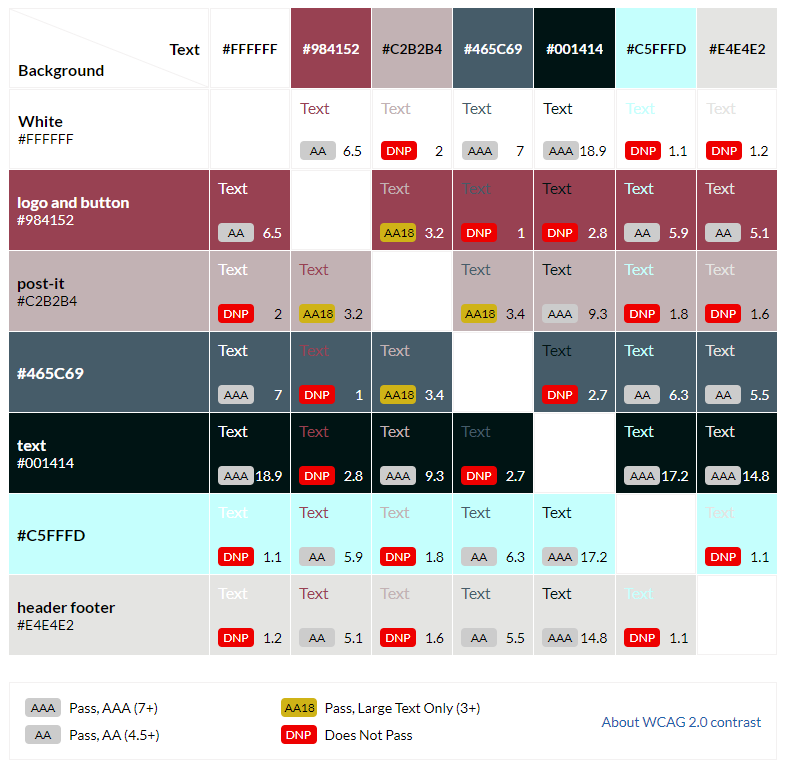 Text #FFFFFF #984152 #C2B2B4 #465C69 #001414 #C5FFFD #E4E4E2
Background
Text Text Text Text Text Text
White
#FFFFFF
AA 6.5 DNP 2 AAA 7 AAA 18.9 DNP 1.1 DNP 1.2
Text Text Text Text Text Text
logo and button
#984152
AA 6.5 AA18 3.2 DNP 1 DNP 2.8 AA 5.9 AA 5.1
Text Text Text Text Text Text
post-it
#C2B2B4
DNP 2 AA18 3.2 AA18 3.4 AAA 9.3 DNP 1.8 DNP 1.6
Text Text Text Text Text Text
#465C69
AAA 7 DNP 1 AA18 3.4 DNP 2.7 AA 6.3 AA 5.5
Text Text Text Text Text Text
text
#001414
AAA 18.9 DNP 2.8 AAA 9.3 DNP 2.7 AAA 17.2 AAA 14.8
Text Text Text Text Text Text
#C5FFFD
DNP 1.1 AA 5.9 DNP 1.8 AA 6.3 AAA 17.2 DNP 1.1
Text Text Text Text Text Text
header footer
#E4E4E2
DNP 1.2 AA 5.1 DNP 1.6 AA 5.5 AAA 14.8 DNP 1.1
AAA Pass, AAA (7+) AA18 Pass, Large Text Only (3+)
About WCAG 2.0 contrast
AA Pass, AA (4.5+) DNP Does Not Pass